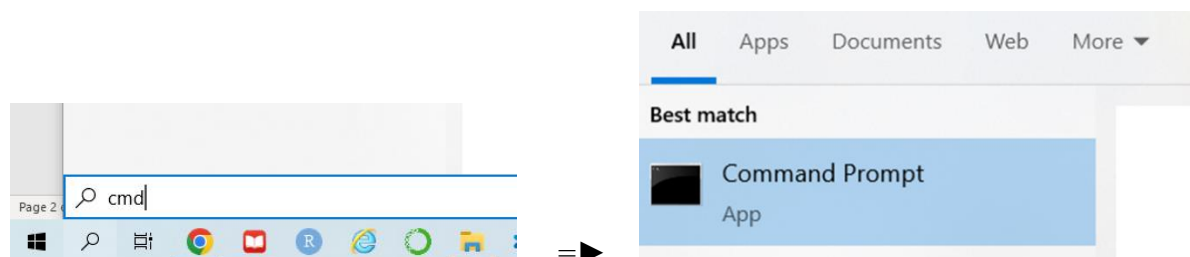 All Apps Documents Web More
Best match
Command Prompt
App
cmd
Page 2
R
=►